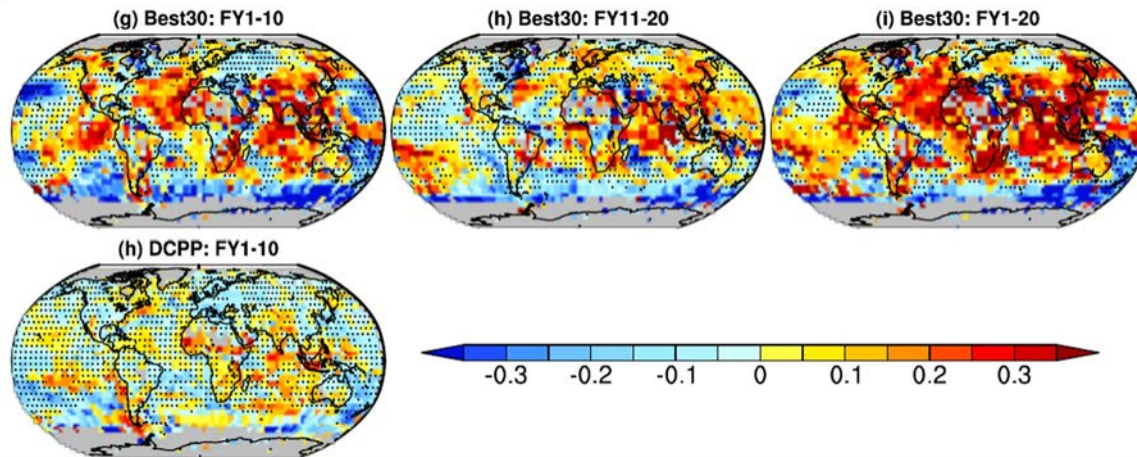 (g) Best30: FY1-10
(h) Best30: FY11-20
(i) Best30: FY1-20
(h) DCPP: FY1-10
-0.3 -0.2 -0.1 0 0.1 0.2 0.3